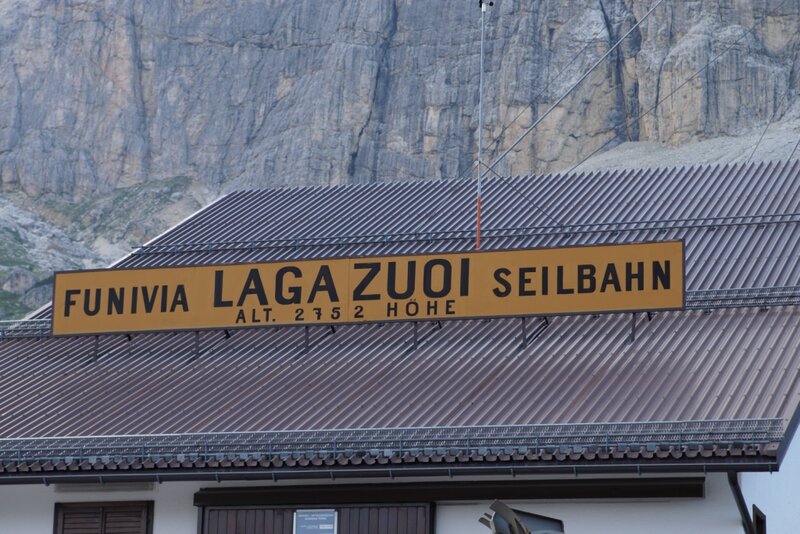 FUNIVIA LAGAZUOI SEILBAHN
ALT. 2752 HÖHE